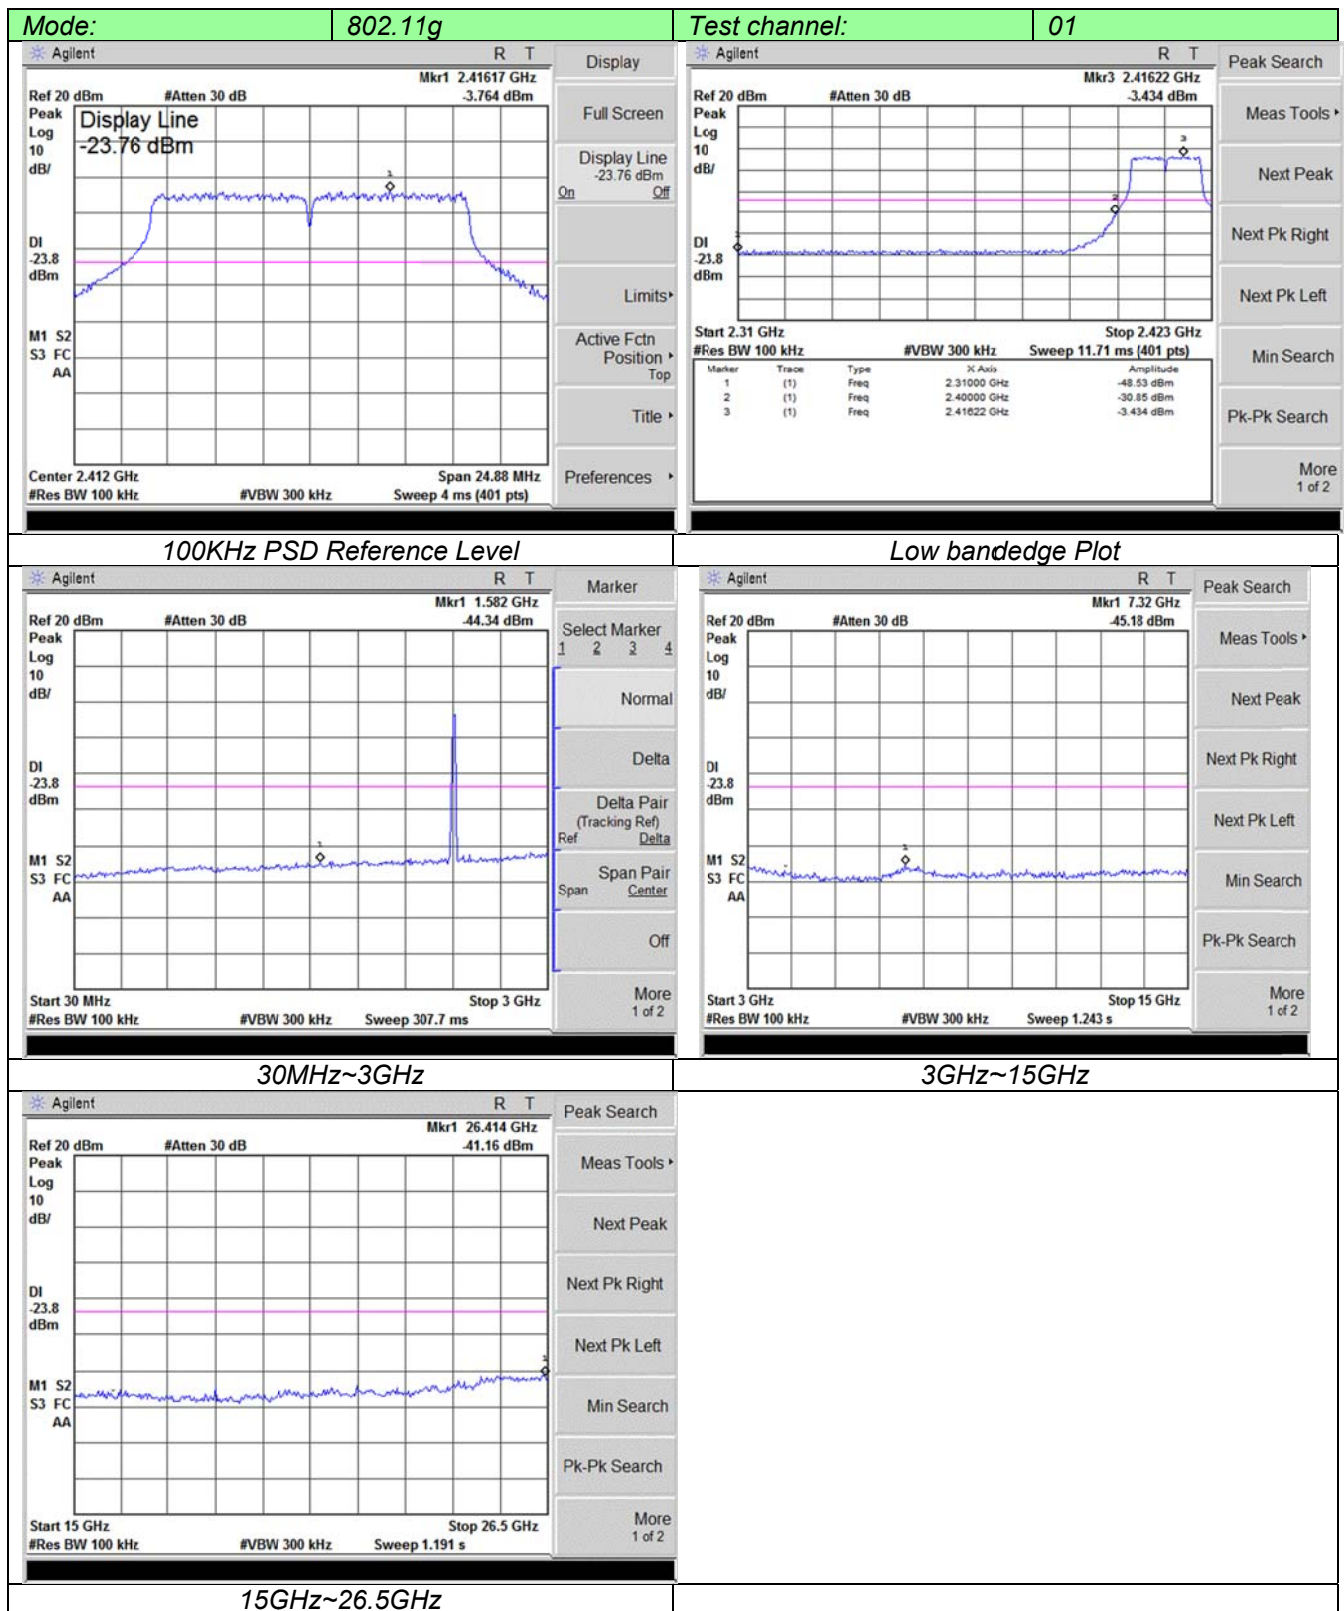 Mode: 802.11g Test channel: 01
Agilent R T
Mkr1 2.41617 GHz
Ref 20 dBm #Atten 30 dB -3.764 dBm
Peak
Log
10
dB/
Display Line
-23.76 dBm
1
DI
-23.8
dBm
M1 S2
S3 FC
AA
Center 2.412 GHz Span 24.88 MHz
#Res BW 100 kHz #VBW 300 kHz Sweep 4 ms (401 pts)
Display
Full Screen
Display Line
-23.76 dBm
On Off
Limits
Active Fctn
Position
Top
Title
Preferences
Agilent R T
Mkr3 2.41622 GHz
Ref 20 dBm #Atten 30 dB -3.434 dBm
Peak
Log
10
dB/
3
2
1
DI
-23.8
dBm
Start 2.31 GHz Stop 2.423 GHz
#Res BW 100 kHz #VBW 300 kHz Sweep 11.71 ms (401 pts)
Marker Trace Type X Axis Amplitude
1 (1) Freq 2.31000 GHz -48.53 dBm
2 (1) Freq 2.40000 GHz -30.85 dBm
3 (1) Freq 2.41622 GHz -3.434 dBm
Peak Search
Meas Tools
Next Peak
Next Pk Right
Next Pk Left
Min Search
Pk-Pk Search
More
1 of 2
100KHz PSD Reference Level Low bandedge Plot
Agilent R T
Mkr1 1.582 GHz
Ref 20 dBm #Atten 30 dB -44.34 dBm
Peak
Log
10
dB/
1
DI
-23.8
dBm
M1 S2
S3 FC
AA
Start 30 MHz Stop 3 GHz
#Res BW 100 kHz #VBW 300 kHz Sweep 307.7 ms
Marker
Select Marker
1 2 3 4
Normal
Delta
Delta Pair
(Tracking Ref)
Ref Delta
Span Pair
Span Center
Off
More
1 of 2
Agilent R T
Mkr1 7.32 GHz
Ref 20 dBm #Atten 30 dB -45.18 dBm
Peak
Log
10
dB/
1
DI
-23.8
dBm
M1 S2
S3 FC
AA
Start 3 GHz Stop 15 GHz
#Res BW 100 kHz #VBW 300 kHz Sweep 1.243 s
Peak Search
Meas Tools
Next Peak
Next Pk Right
Next Pk Left
Min Search
Pk-Pk Search
More
1 of 2
30MHz~3GHz 3GHz~15GHz
Agilent R T
Mkr1 26.414 GHz
Ref 20 dBm #Atten 30 dB -41.16 dBm
Peak
Log
10
dB/
1
DI
-23.8
dBm
M1 S2
S3 FC
AA
Start 15 GHz Stop 26.5 GHz
#Res BW 100 kHz #VBW 300 kHz Sweep 1.191 s
Peak Search
Meas Tools
Next Peak
Next Pk Right
Next Pk Left
Min Search
Pk-Pk Search
More
1 of 2
15GHz~26.5GHz